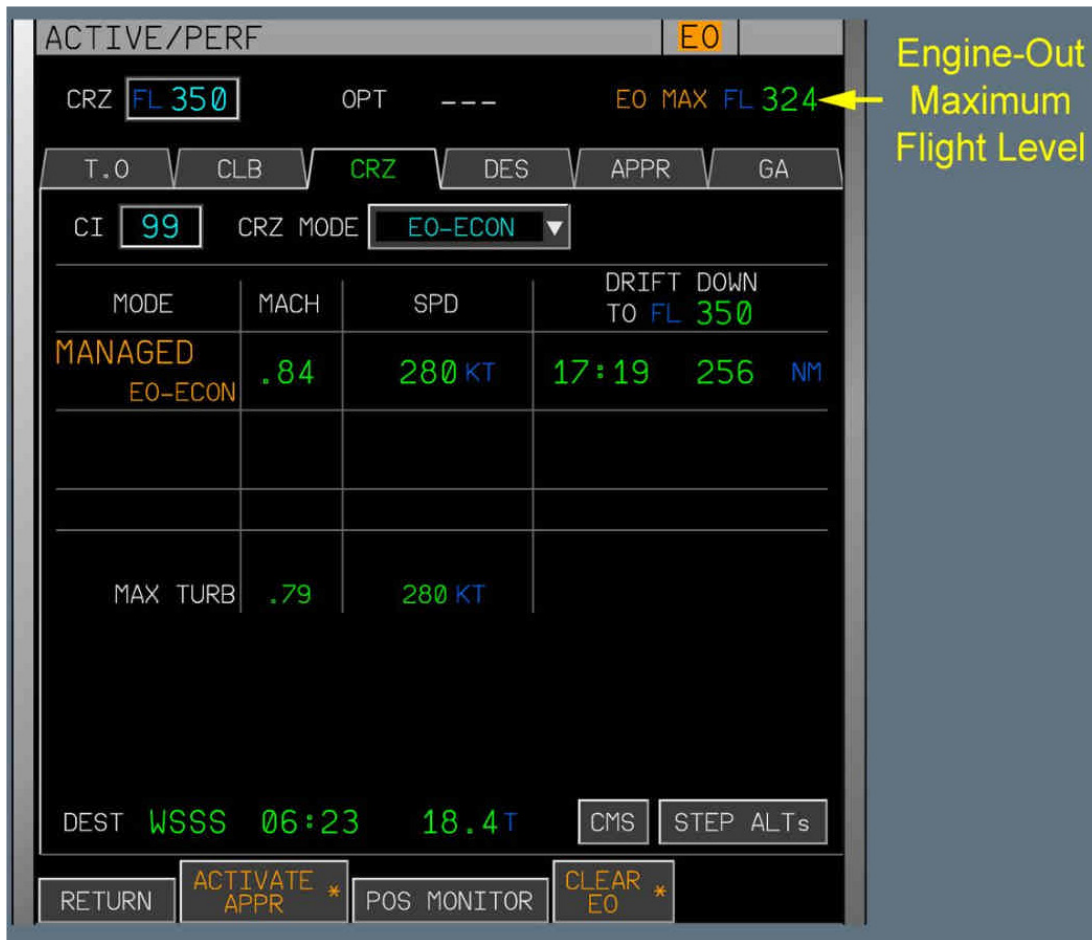 ACTIVE/PERF EO
Engine-Out
Maximum
Flight Level
CRZ FL 350 OPT --- EO MAX FL 324
T.O CLB CRZ DES APPR GA
CI 99 CRZ MODE EO-ECON
MODE MACH SPD DRIFT DOWN
TO FL 350
MANAGED
EO-ECON .84 280 KT 17:19 256 NM
MAX TURB .79 280 KT
DEST WSSS 06:23 18.4 T CMS STEP ALTs
RETURN ACTIVATE
APPR * POS MONITOR CLEAR
EO *